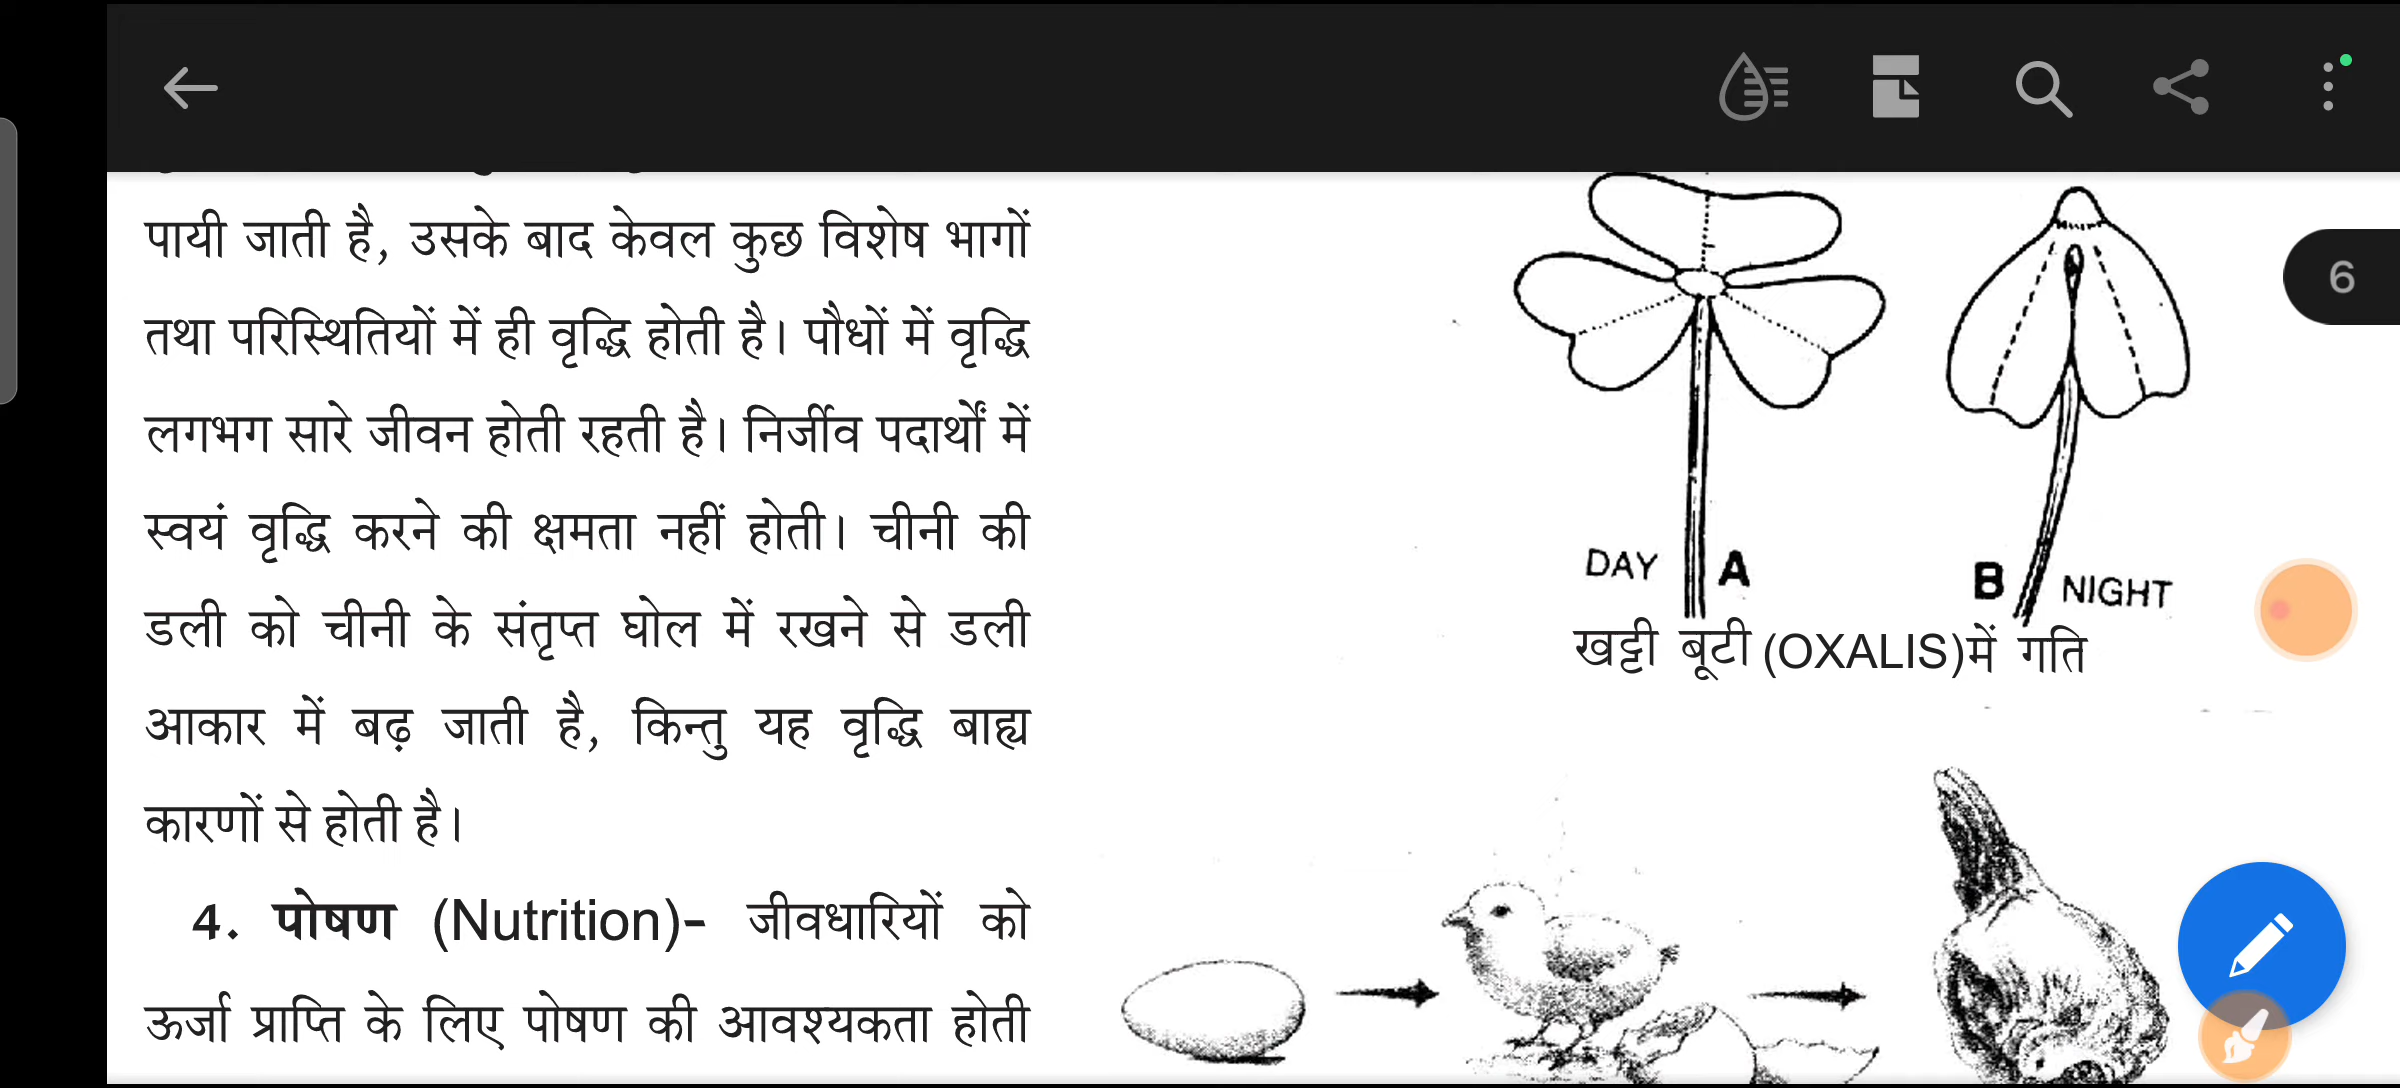 पायी जाती है, उसके बाद केवल कुछ विशेष भागों
तथा परिस्थितियों में ही वृद्धि होती है। पौधों में वृद्धि
लगभग सारे जीवन होती रहती है। निर्जीव पदार्थों में
स्वयं वृद्धि करने की क्षमता नहीं होती। चीनी की
डली को चीनी के संतृप्त घोल में रखने से डली
आकार में बढ़ जाती है, किन्तु यह वृद्धि बाह्य
कारणों से होती है।
4. पोषण (Nutrition)- जीवधारियों को
ऊर्जा प्राप्ति के लिए पोषण की आवश्यकता होती
DAY A
B NIGHT
खट्टी बूटी (OXALIS)में गति
6